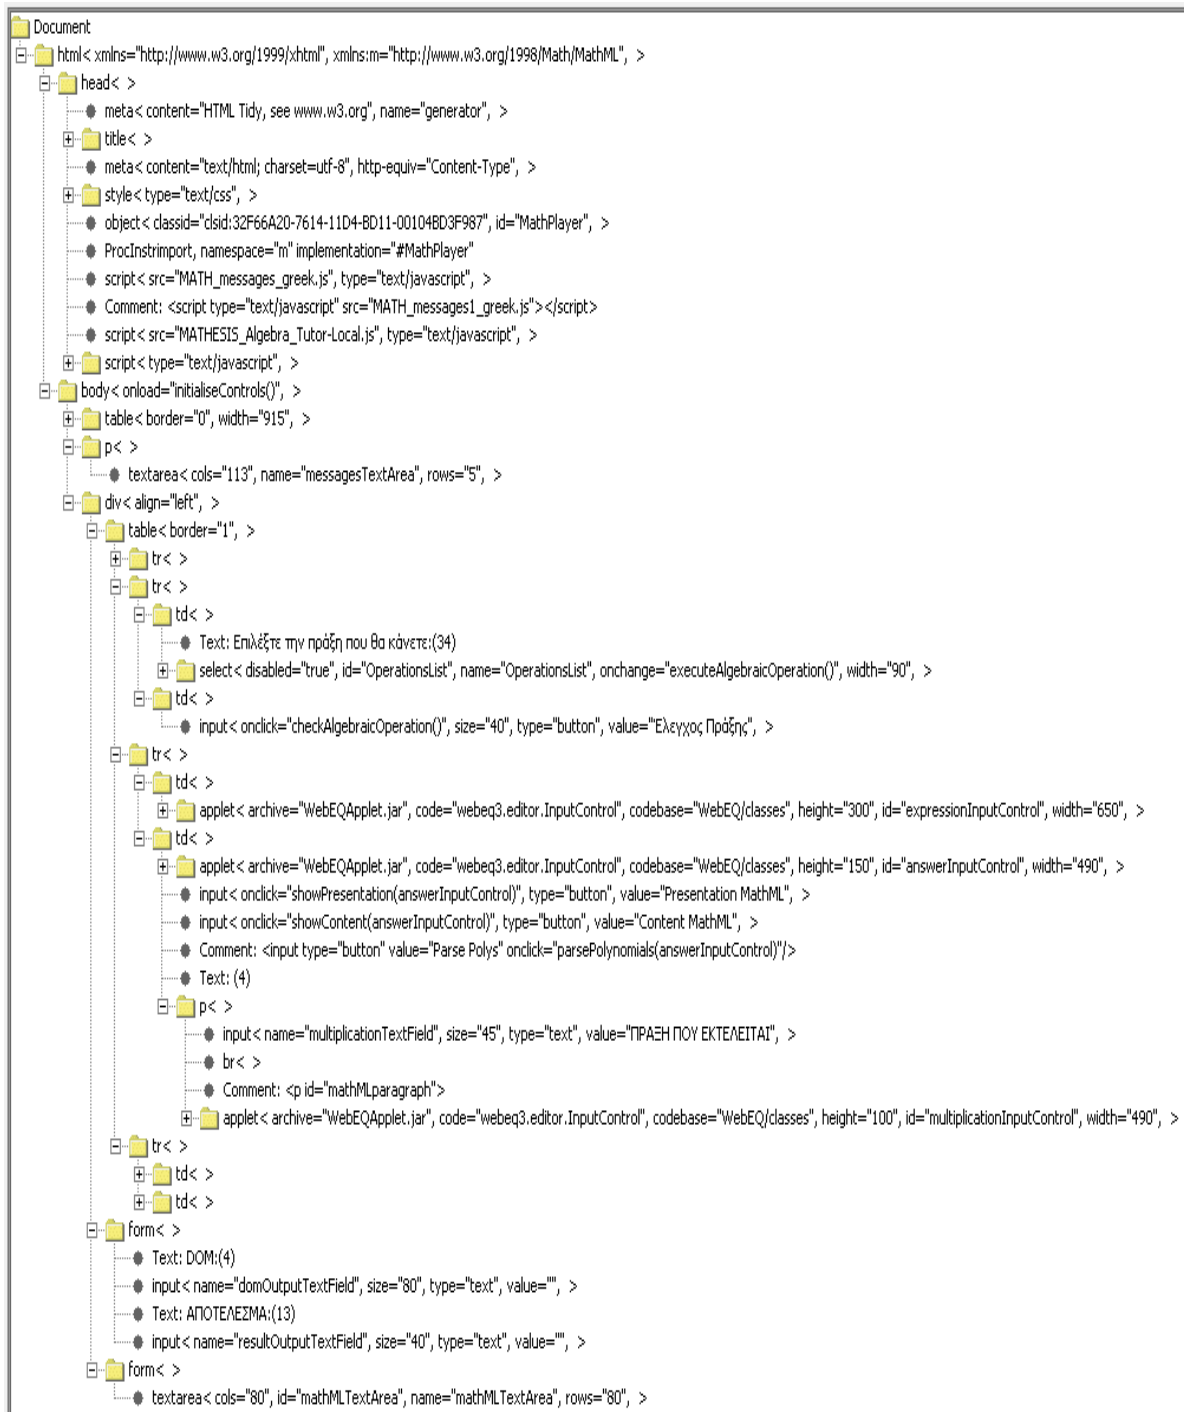 Document
html< xmlns="http://www.w3.org/1999/xhtml", xmlns:m="http://www.w3.org/1998/Math/MathML", >
head< >
meta< content="HTML Tidy, see www.w3.org", name="generator", >
title< >
meta< content="text/html; charset=utf-8", http-equiv="Content-Type", >
style< type="text/css", >
object< classid="clsid:32F66A20-7614-11D4-BD11-00104BD3F987", id="MathPlayer", >
ProcInstrimport, namespace="m" implementation="#MathPlayer"
script< src="MATH_messages_greek.js", type="text/javascript", >
Comment: <script type="text/javascript" src="MATH_messages1_greek.js"></script>
script< src="MATHESIS_Algebra_Tutor-Local.js", type="text/javascript", >
script< type="text/javascript", >
body< onload="initialiseControls()", >
table< border="0", width="915", >
p< >
textarea< cols="113", name="messagesTextArea", rows="5", >
div< align="left", >
table< border="1", >
tr< >
tr< >
td< >
Text: Επιλέξτε την πράξη που θα κάνετε:(34)
select< disabled="true", id="OperationsList", name="OperationsList", onchange="executeAlgebraicOperation()", width="90", >
td< >
input< onclick="checkAlgebraicOperation()", size="40", type="button", value="Ελεγχος Πράξης", >
tr< >
td< >
applet< archive="WebEQApplet.jar", code="webeq3.editor.InputControl", codebase="WebEQ/classes", height="300", id="expressionInputControl", width="650", >
td< >
applet< archive="WebEQApplet.jar", code="webeq3.editor.InputControl", codebase="WebEQ/classes", height="150", id="answerInputControl", width="490", >
input< onclick="showPresentation(answerInputControl)", type="button", value="Presentation MathML", >
input< onclick="showContent(answerInputControl)", type="button", value="Content MathML", >
Comment: <input type="button" value="Parse Polys" onclick="parsePolynomials(answerInputControl)"/>
Text: (4)
p< >
input< name="multiplicationTextField", size="45", type="text", value="ΠΡΑΞΗ ΠΟΥ ΕΚΤΕΛΕΙΤΑΙ", >
br< >
Comment: <p id="mathMLparagraph">
applet< archive="WebEQApplet.jar", code="webeq3.editor.InputControl", codebase="WebEQ/classes", height="100", id="multiplicationInputControl", width="490", >
tr< >
td< >
td< >
form< >
Text: DOM:(4)
input< name="domOutputTextField", size="80", type="text", value="", >
Text: ΑΠΟΤΕΛΕΣΜΑ:(13)
input< name="resultOutputTextField", size="40", type="text", value="", >
form< >
textarea< cols="80", id="mathMLTextArea", name="mathMLTextArea", rows="80", >